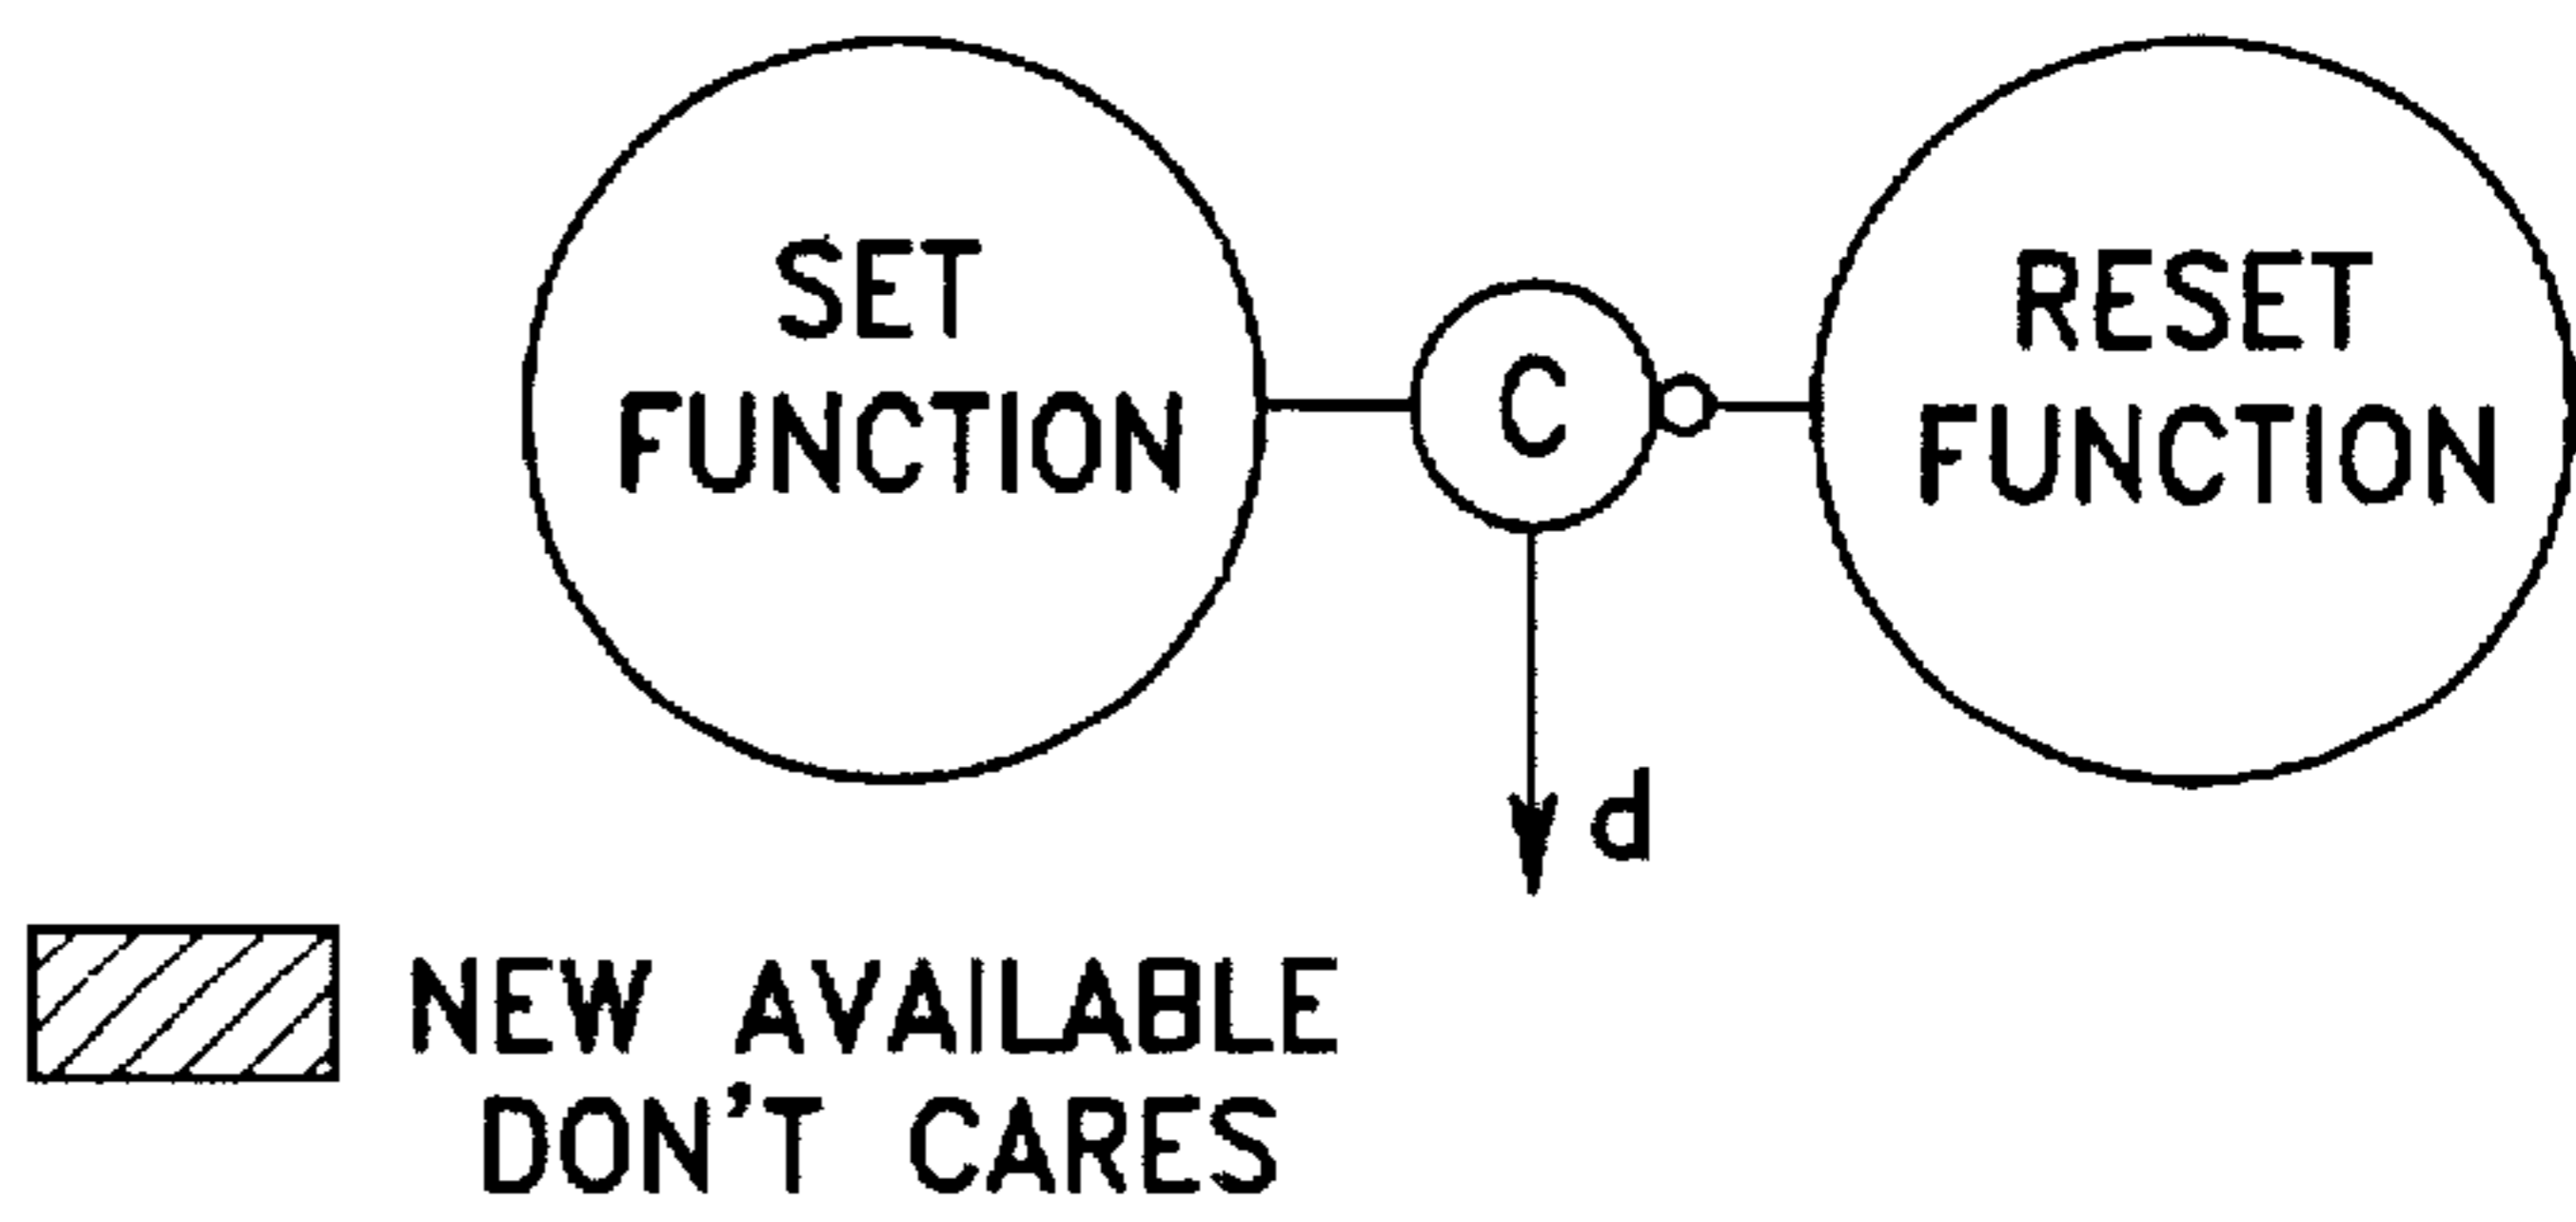 SET
FUNCTION
C
RESET
FUNCTION
d
NEW AVAILABLE
DON'T CARES